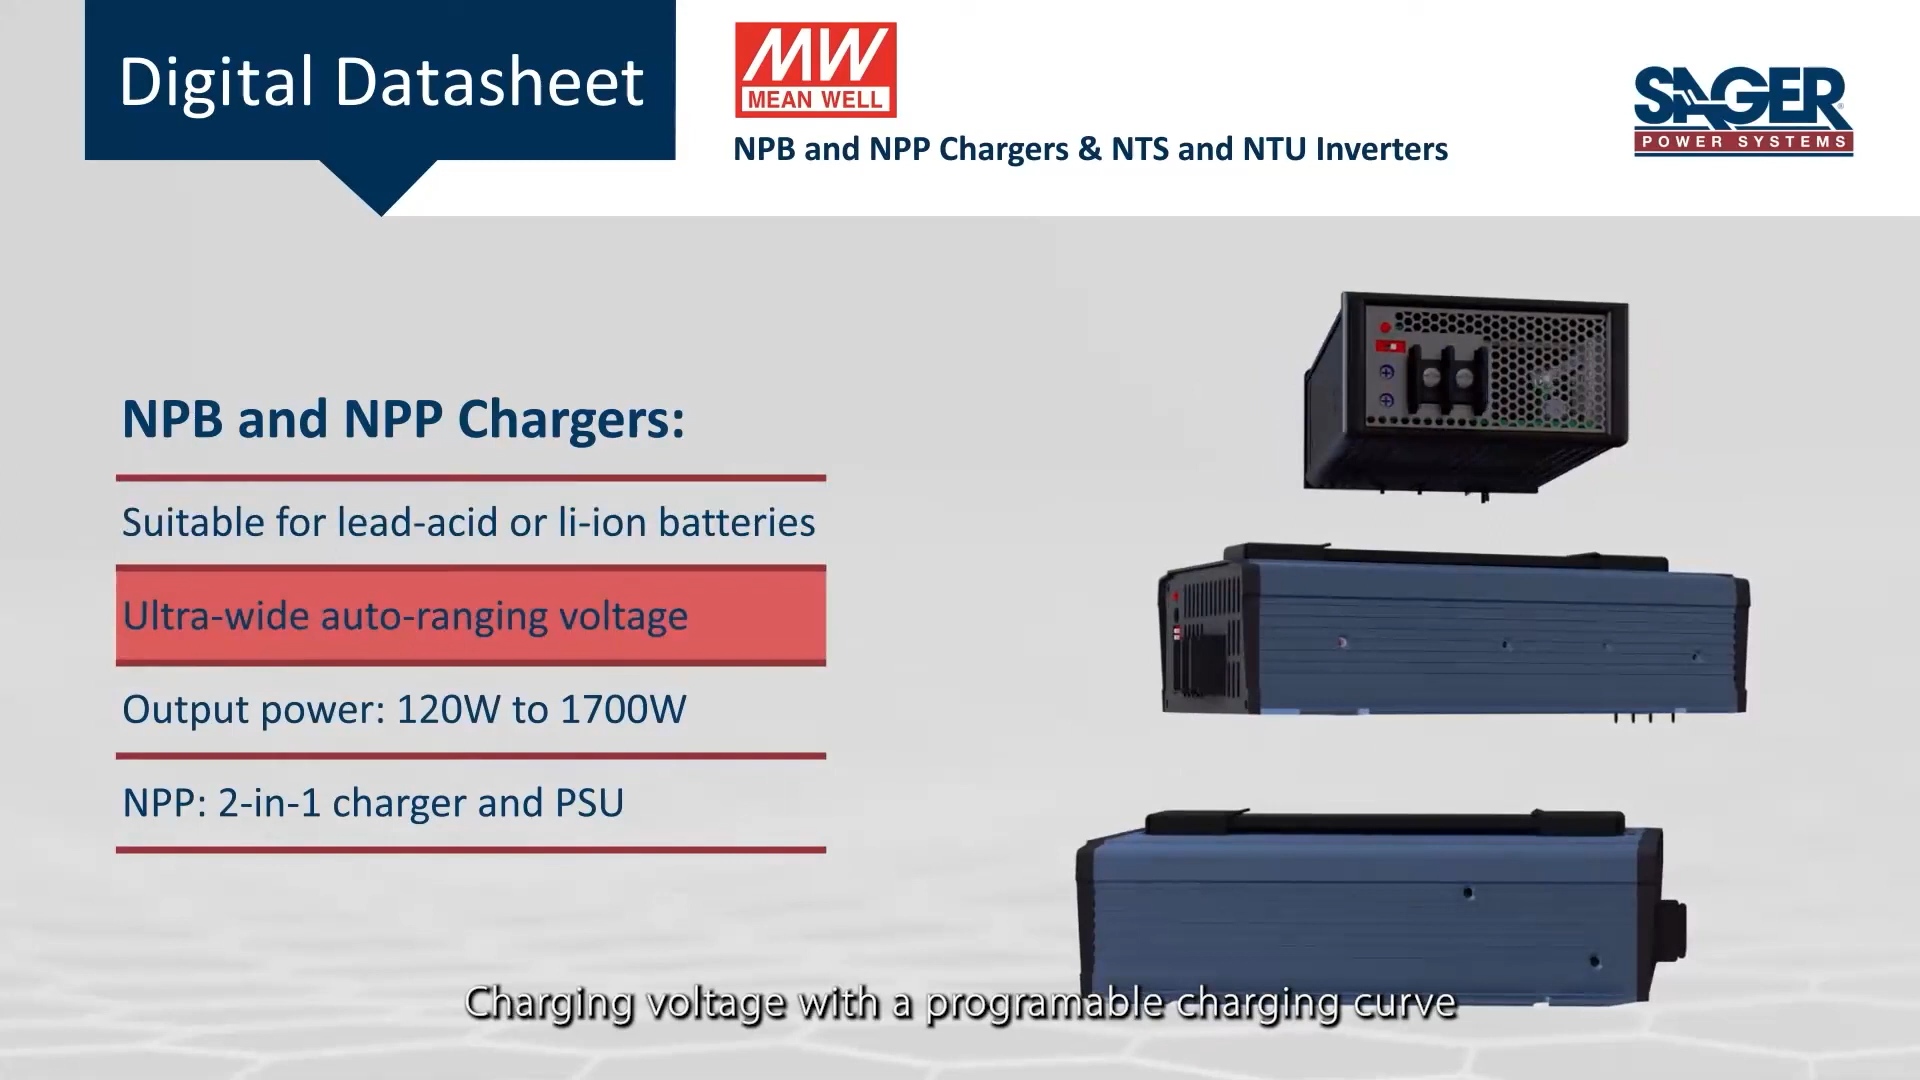 Digital Datasheet
MW
MEAN WELL
NPB and NPP Chargers & NTS and NTU Inverters
SAGER
POWER SYSTEMS
NPB and NPP Chargers:
Suitable for lead-acid or li-ion batteries
Ultra-wide auto-ranging voltage
Output power: 120W to 1700W
NPP: 2-in-1 charger and PSU
Charging voltage with a programable charging curve